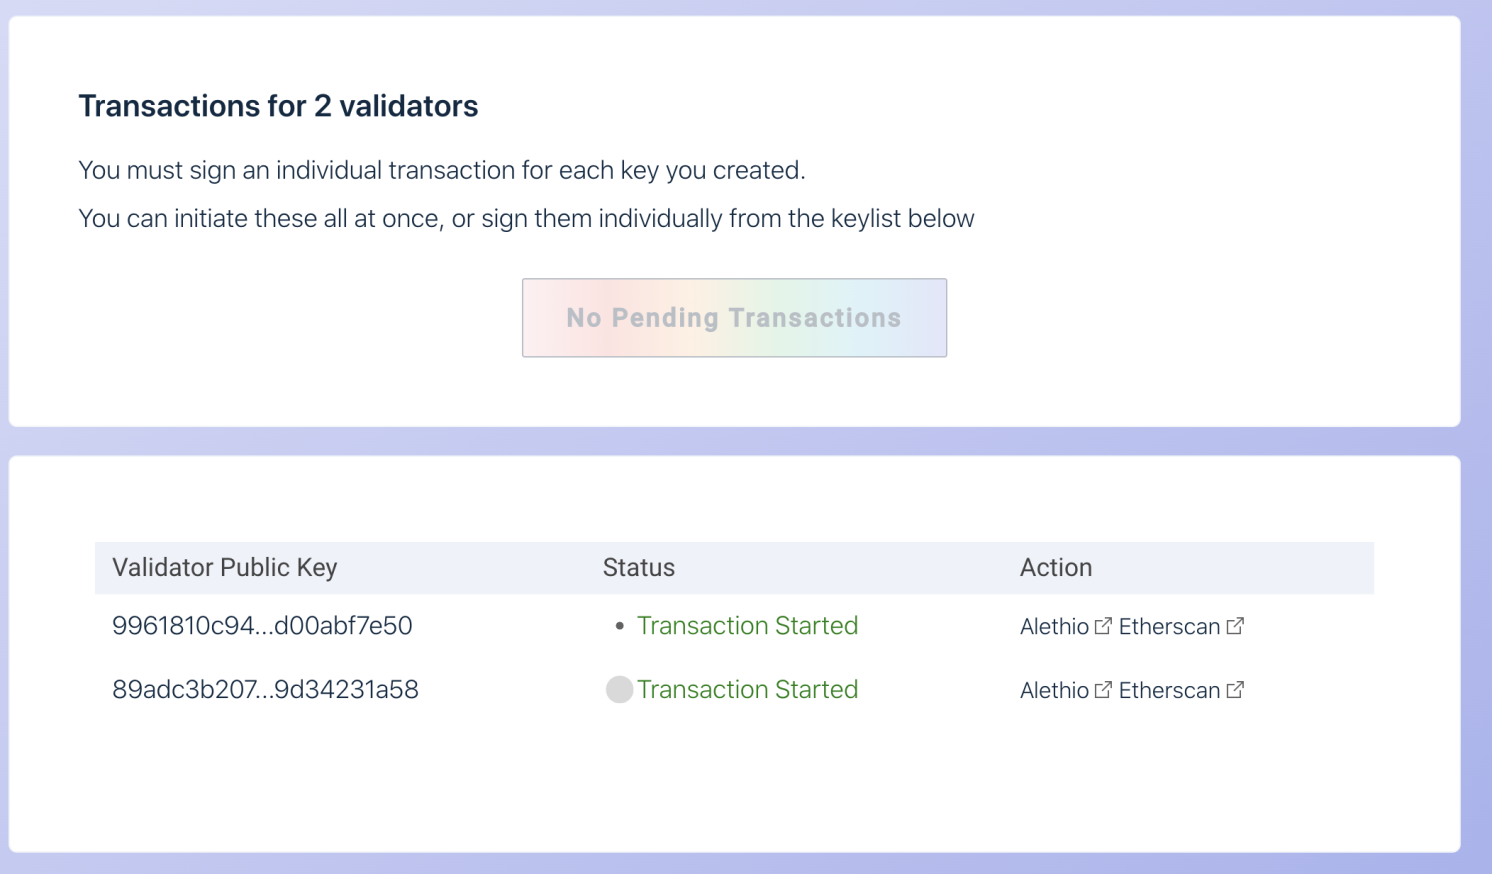 Transactions for 2 validators
You must sign an individual transaction for each key you created.
You can initiate these all at once, or sign them individually from the keylist below
No Pending Transactions
Validator Public Key Status Action
9961810c94...d00abf7e50 • Transaction Started Alethio Etherscan
89adc3b207...9d34231a58 Transaction Started Alethio Etherscan